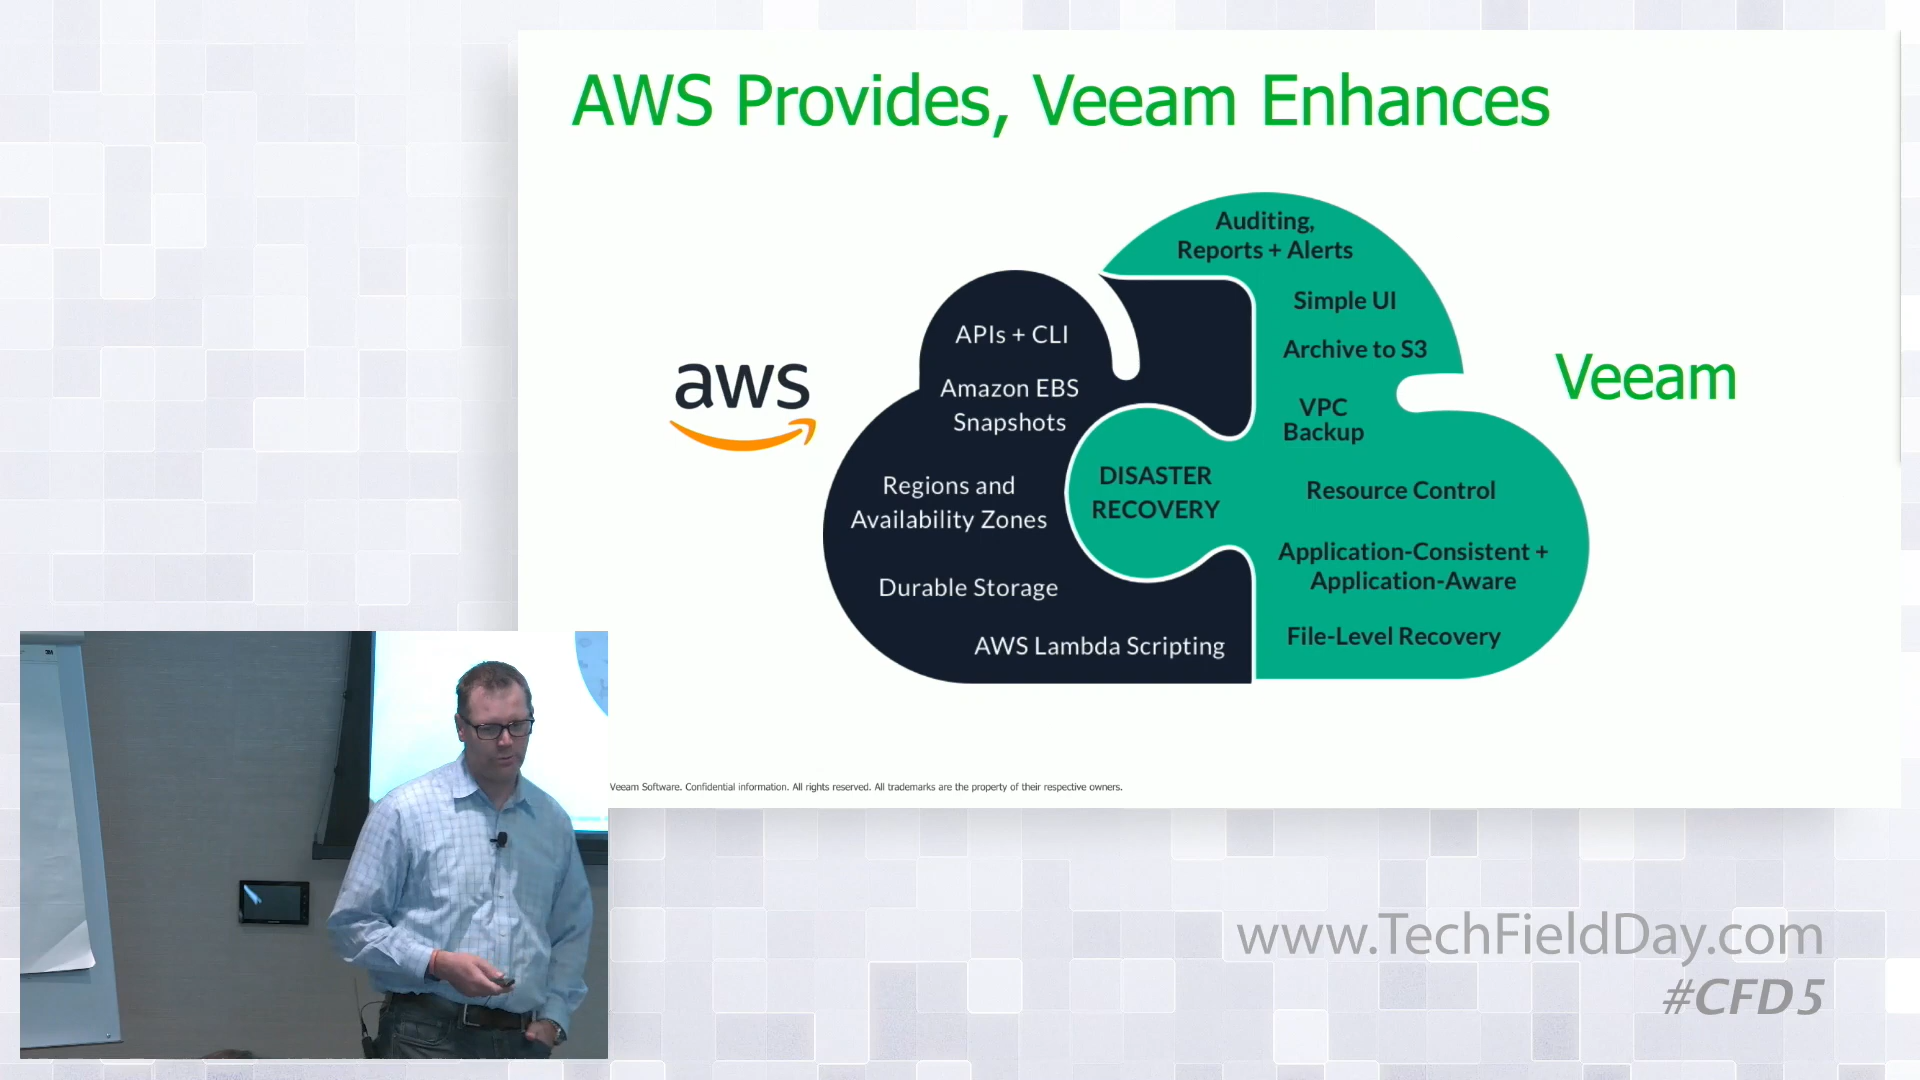 AWS Provides, Veeam Enhances
aws
APIs + CLI
Amazon EBS
Snapshots
Regions and
Availability Zones
Durable Storage
AWS Lambda Scripting
DISASTER
RECOVERY
Auditing,
Reports + Alerts
Simple UI
Archive to S3
VPC
Backup
Resource Control
Application-Consistent +
Application-Aware
File-Level Recovery
Veeam
Veeam Software. Confidential information. All rights reserved. All trademarks are the property of their respective owners.
www.TechFieldDay.com
#CFD5